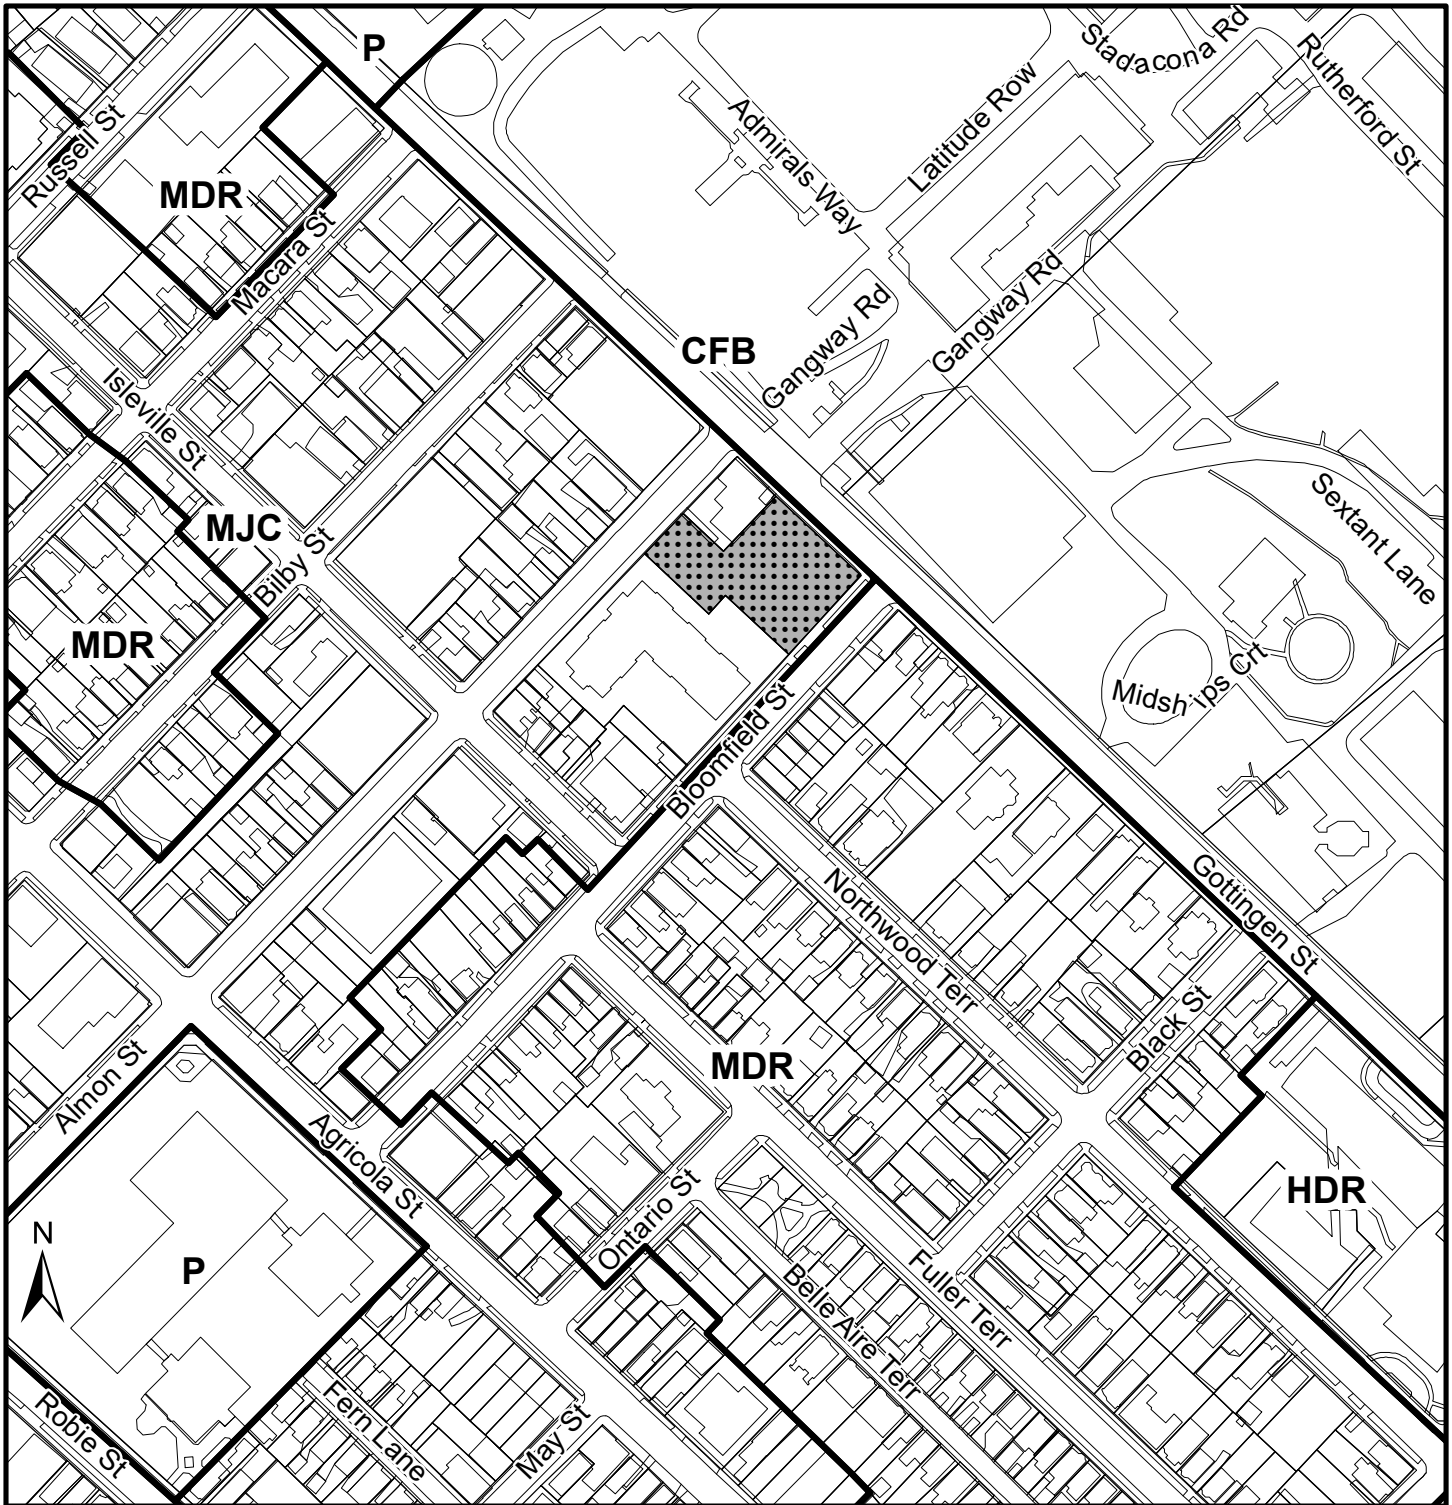 P
Stadacona Rd
Rutherford St
Latitude Row
Admirals Way
Russell St
MDR
Macara St
Gangway Rd
Gangway Rd
CFB
Isleville St
MJC
Bilby St
Sextant Lane
MDR
Midships Crt
Bloomfield St
Gottingen St
Northwood Terr
Black St
MDR
Almon St
Agricola St
HDR
Ontario St
N
P
Fuller Terr
Belle Aire Terr
Robie St
Fern Lane
May St